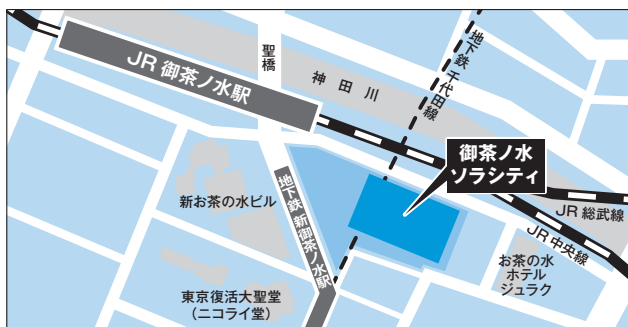 JR 御茶ノ水駅
聖橋
神田川
地下鉄 千代田線
御茶ノ水
ソラシティ
新お茶の水ビル
地下鉄 新御茶ノ水駅
JR 総武線
JR 中央線
お茶の水
ホテル
ジュラク
東京復活大聖堂
(ニコライ堂)